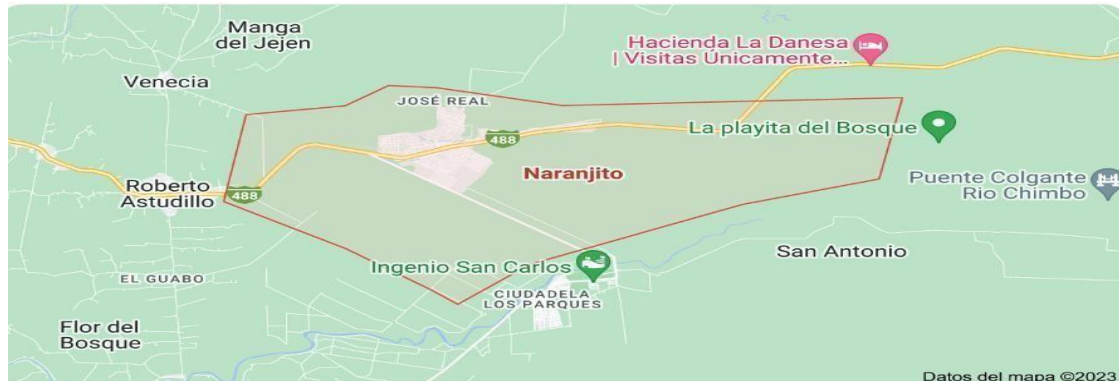 Manga
del Jejen
Hacienda La Danesa
| Visitas Únicamente...
Venecia
JOSÉ REAL
488
La playita del Bosque
Naranjito
Roberto
Astudillo
488
Puente Colgante
Rio Chimbo
San Antonio
Ingenio San Carlos
EL GUABO
CIUDADELA
LOS PARQUES
Flor del
Bosque
Datos del mapa ©2023